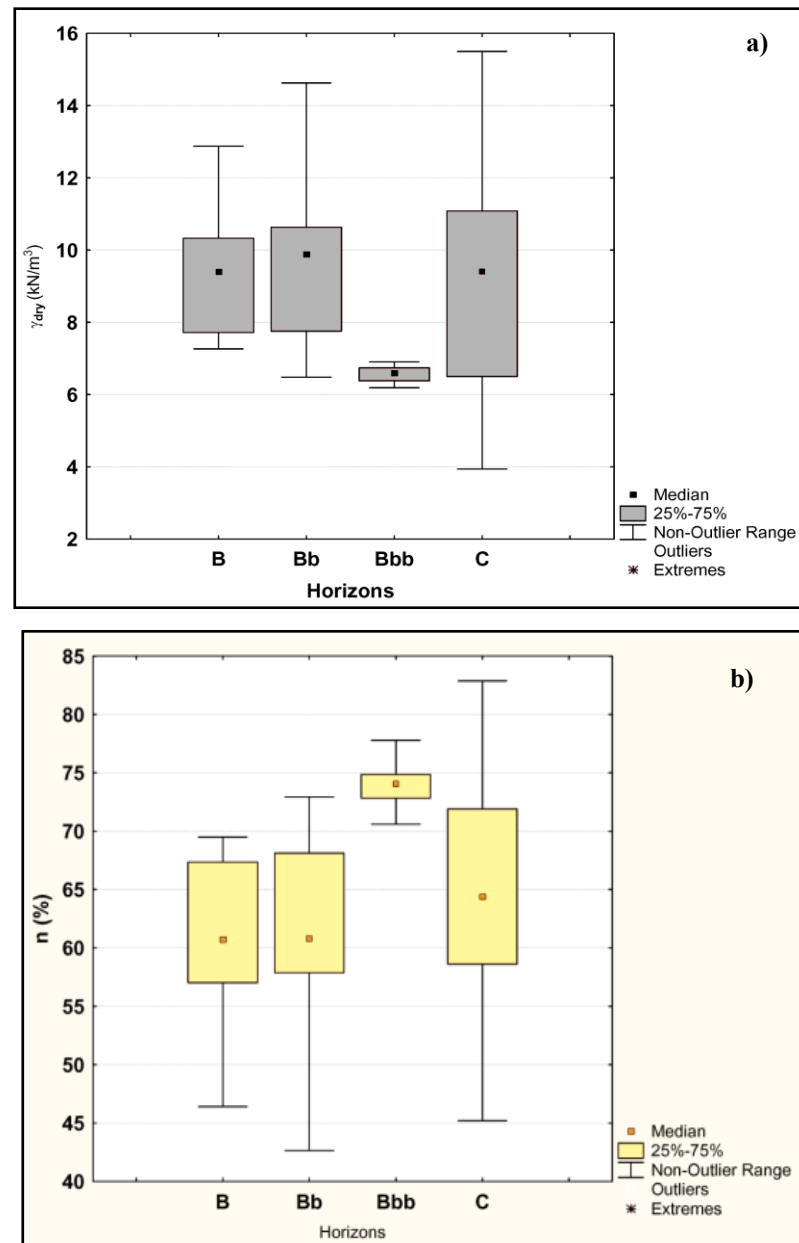 a)
16
14
12
10
8
6
4
2
γdry (kN/m³)
B Bb Bbb C
Horizons
Median
25%-75%
Non-Outlier Range
Outliers
Extremes
b)
85
80
75
70
65
60
55
50
45
40
n (%)
B Bb Bbb C
Horizons
Median
25%-75%
Non-Outlier Range
Outliers
Extremes